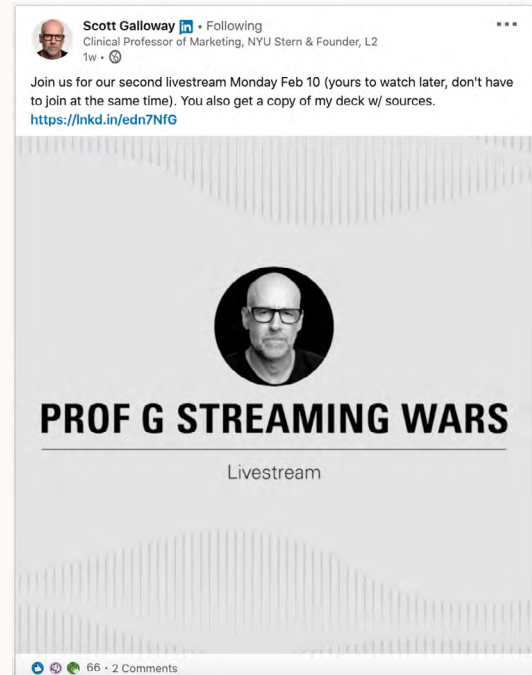 Scott Galloway in • Following
Clinical Professor of Marketing, NYU Stern & Founder, L2
1w •
Join us for our second livestream Monday Feb 10 (yours to watch later, don't have
to join at the same time). You also get a copy of my deck w/ sources.
https://lnkd.in/edn7NfG
PROF G STREAMING WARS
Livestream
66 • 2 Comments